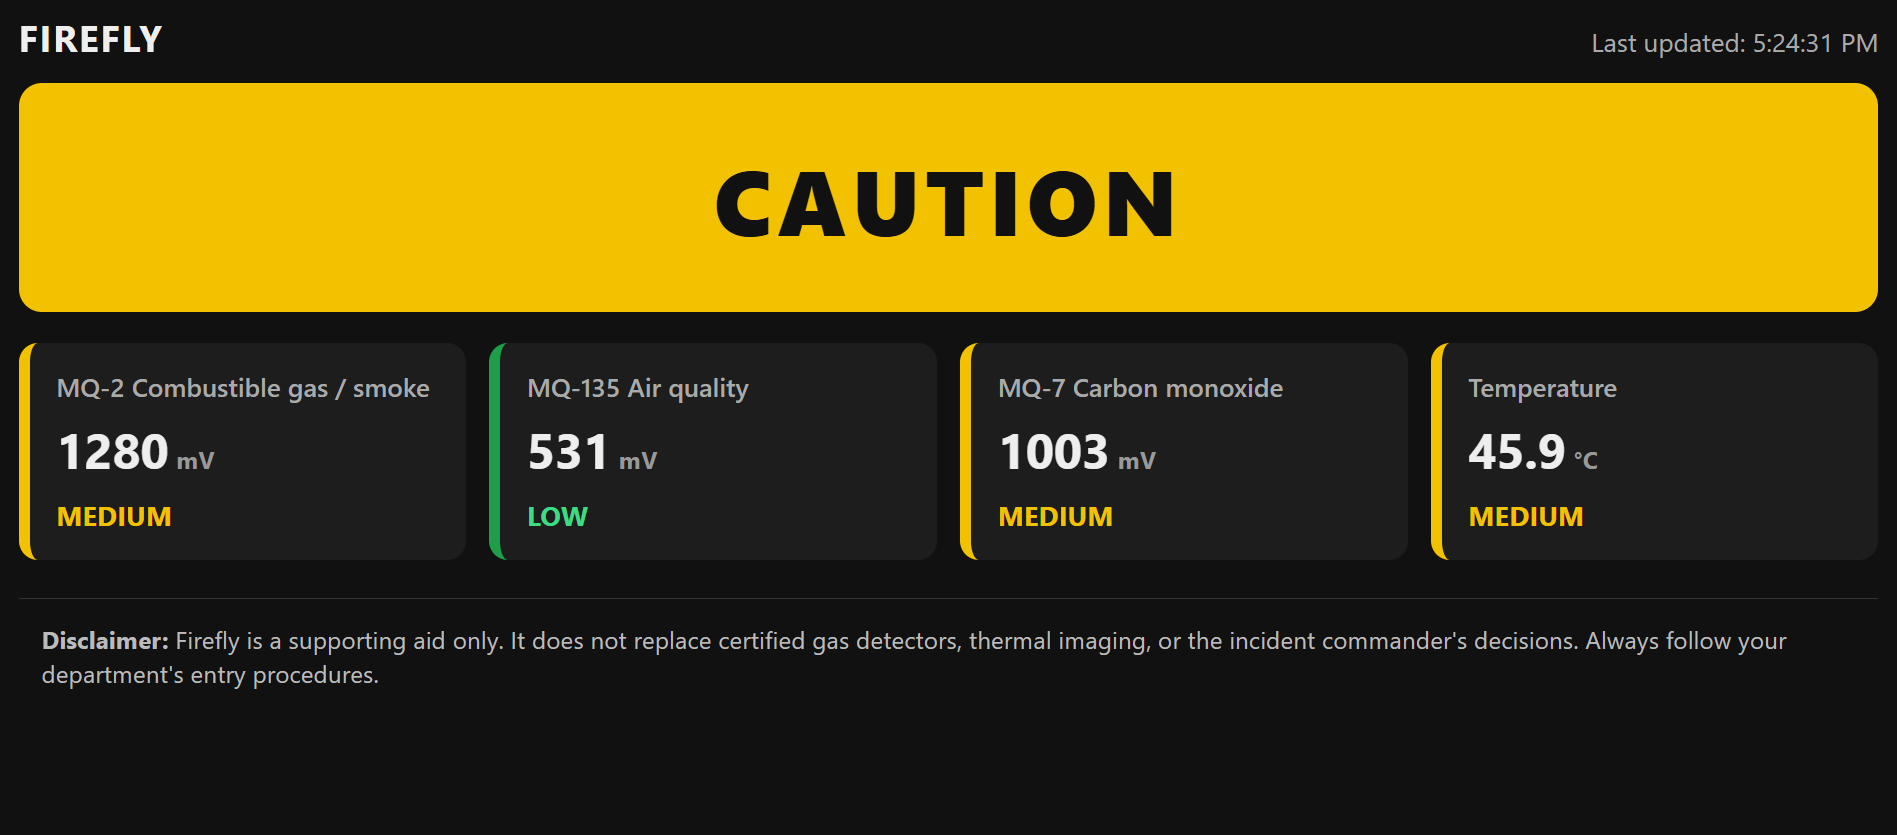 FIREFLY
Last updated: 5:24:31 PM
CAUTION
MQ-2 Combustible gas / smoke
1280 mV
MEDIUM
MQ-135 Air quality
531 mV
LOW
MQ-7 Carbon monoxide
1003 mV
MEDIUM
Temperature
45.9 °C
MEDIUM
Disclaimer: Firefly is a supporting aid only. It does not replace certified gas detectors, thermal imaging, or the incident commander's decisions. Always follow your
department's entry procedures.